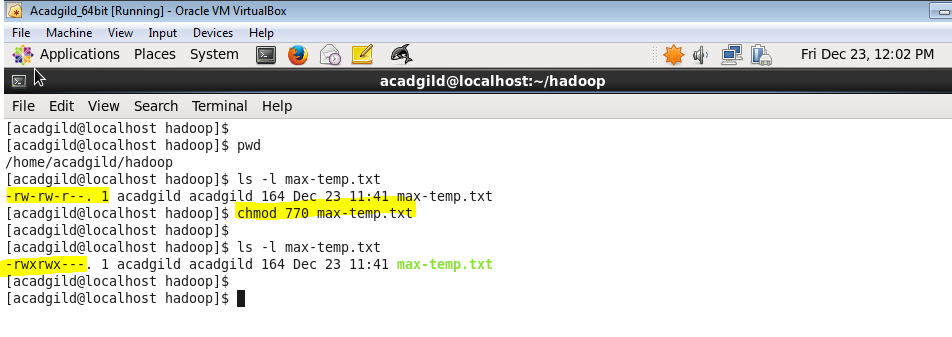 Acadgild_64bit [Running] - Oracle VM VirtualBox
File Machine View Input Devices Help
Applications Places System Fri Dec 23, 12:02 PM
acadgild@localhost:~/hadoop
File Edit View Search Terminal Help
[acadgild@localhost hadoop]$
[acadgild@localhost hadoop]$ pwd
/home/acadgild/hadoop
[acadgild@localhost hadoop]$ ls -l max-temp.txt
-rw-rw-r--. 1 acadgild acadgild 164 Dec 23 11:41 max-temp.txt
[acadgild@localhost hadoop]$ chmod 770 max-temp.txt
[acadgild@localhost hadoop]$
[acadgild@localhost hadoop]$ ls -l max-temp.txt
-rwxrwx---. 1 acadgild acadgild 164 Dec 23 11:41 max-temp.txt
[acadgild@localhost hadoop]$
[acadgild@localhost hadoop]$